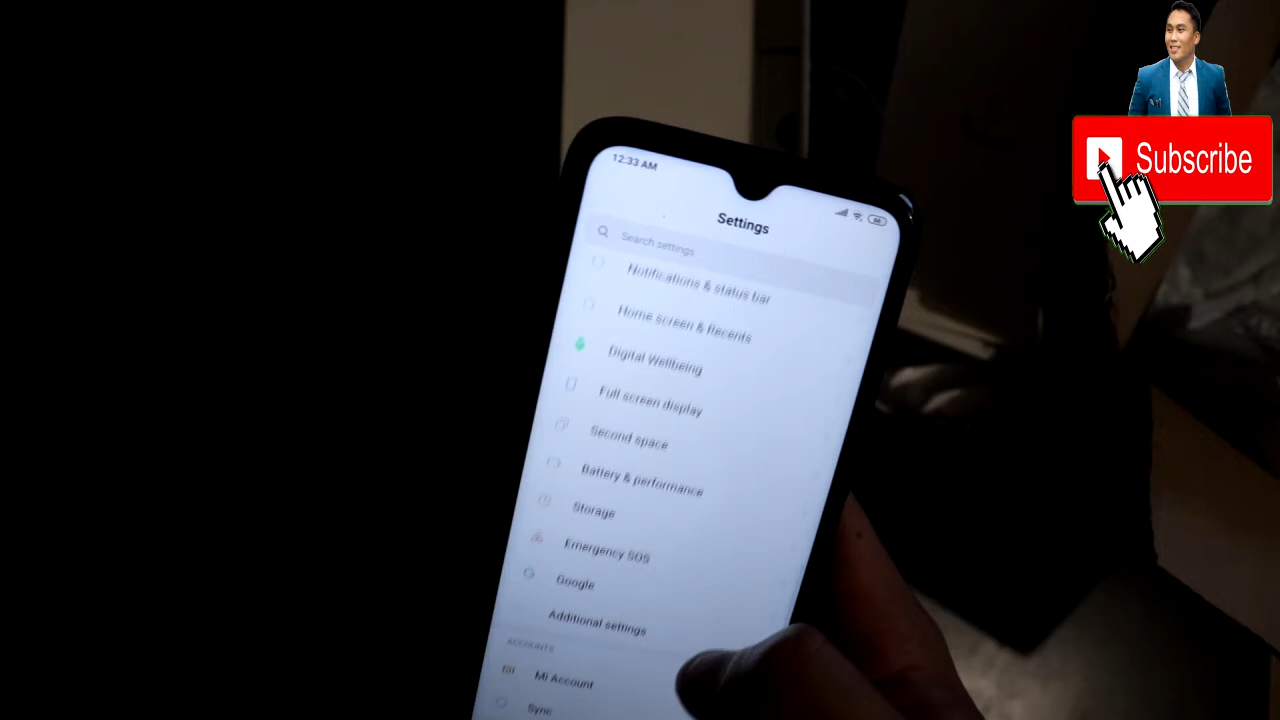 12:33 AM
Settings
Search settings
Notifications & status bar
Home screen & Recents
Digital Wellbeing
Full screen display
Second space
Battery & performance
Storage
Emergency SOS
Google
Additional settings
ACCOUNTS
Mi Account
Sync
Subscribe